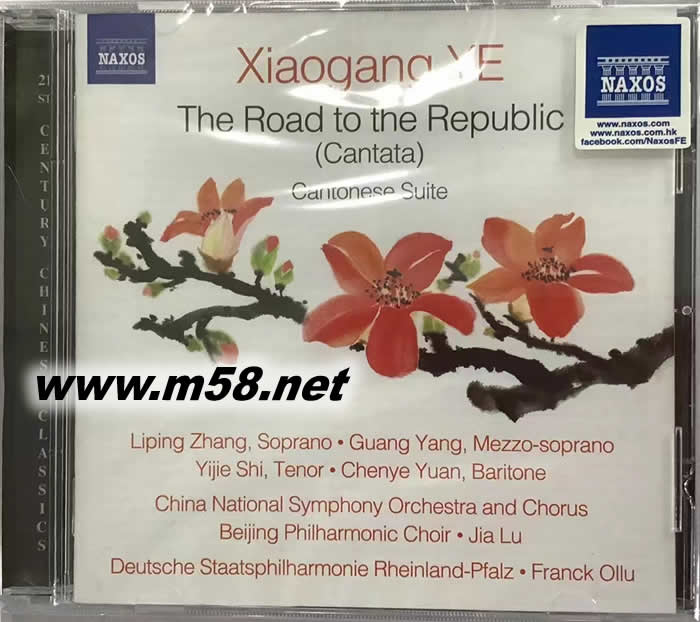 NAXOS
Xiaogang YE
The Road to the Republic
(Cantata)
Cantonese Suite
NAXOS
www.naxos.com
www.naxos.com.hk
facebook.com/NaxosFE
21ST CENTURY CHINESE CLASSICS
www.m58.net
Liping Zhang, Soprano • Guang Yang, Mezzo-soprano
Yijie Shi, Tenor • Chenye Yuan, Baritone
China National Symphony Orchestra and Chorus
Beijing Philharmonic Choir • Jia Lu
Deutsche Staatsphilharmonie Rheinland-Pfalz • Franck Ollu